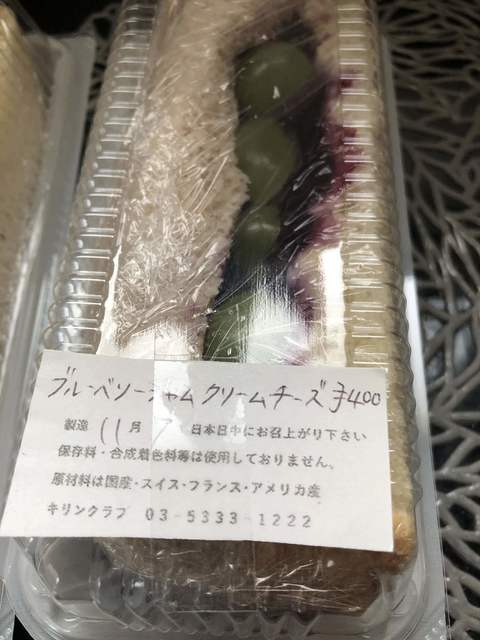 ブルーベリージャム クリームチーズ ¥400
製造 11月 7 日本日中にお召上がり下さい
保存料・合成着色料等は使用しておりません。
原材料は国産・スイス・フランス・アメリカ産
キリンクラブ 03-5333-1222